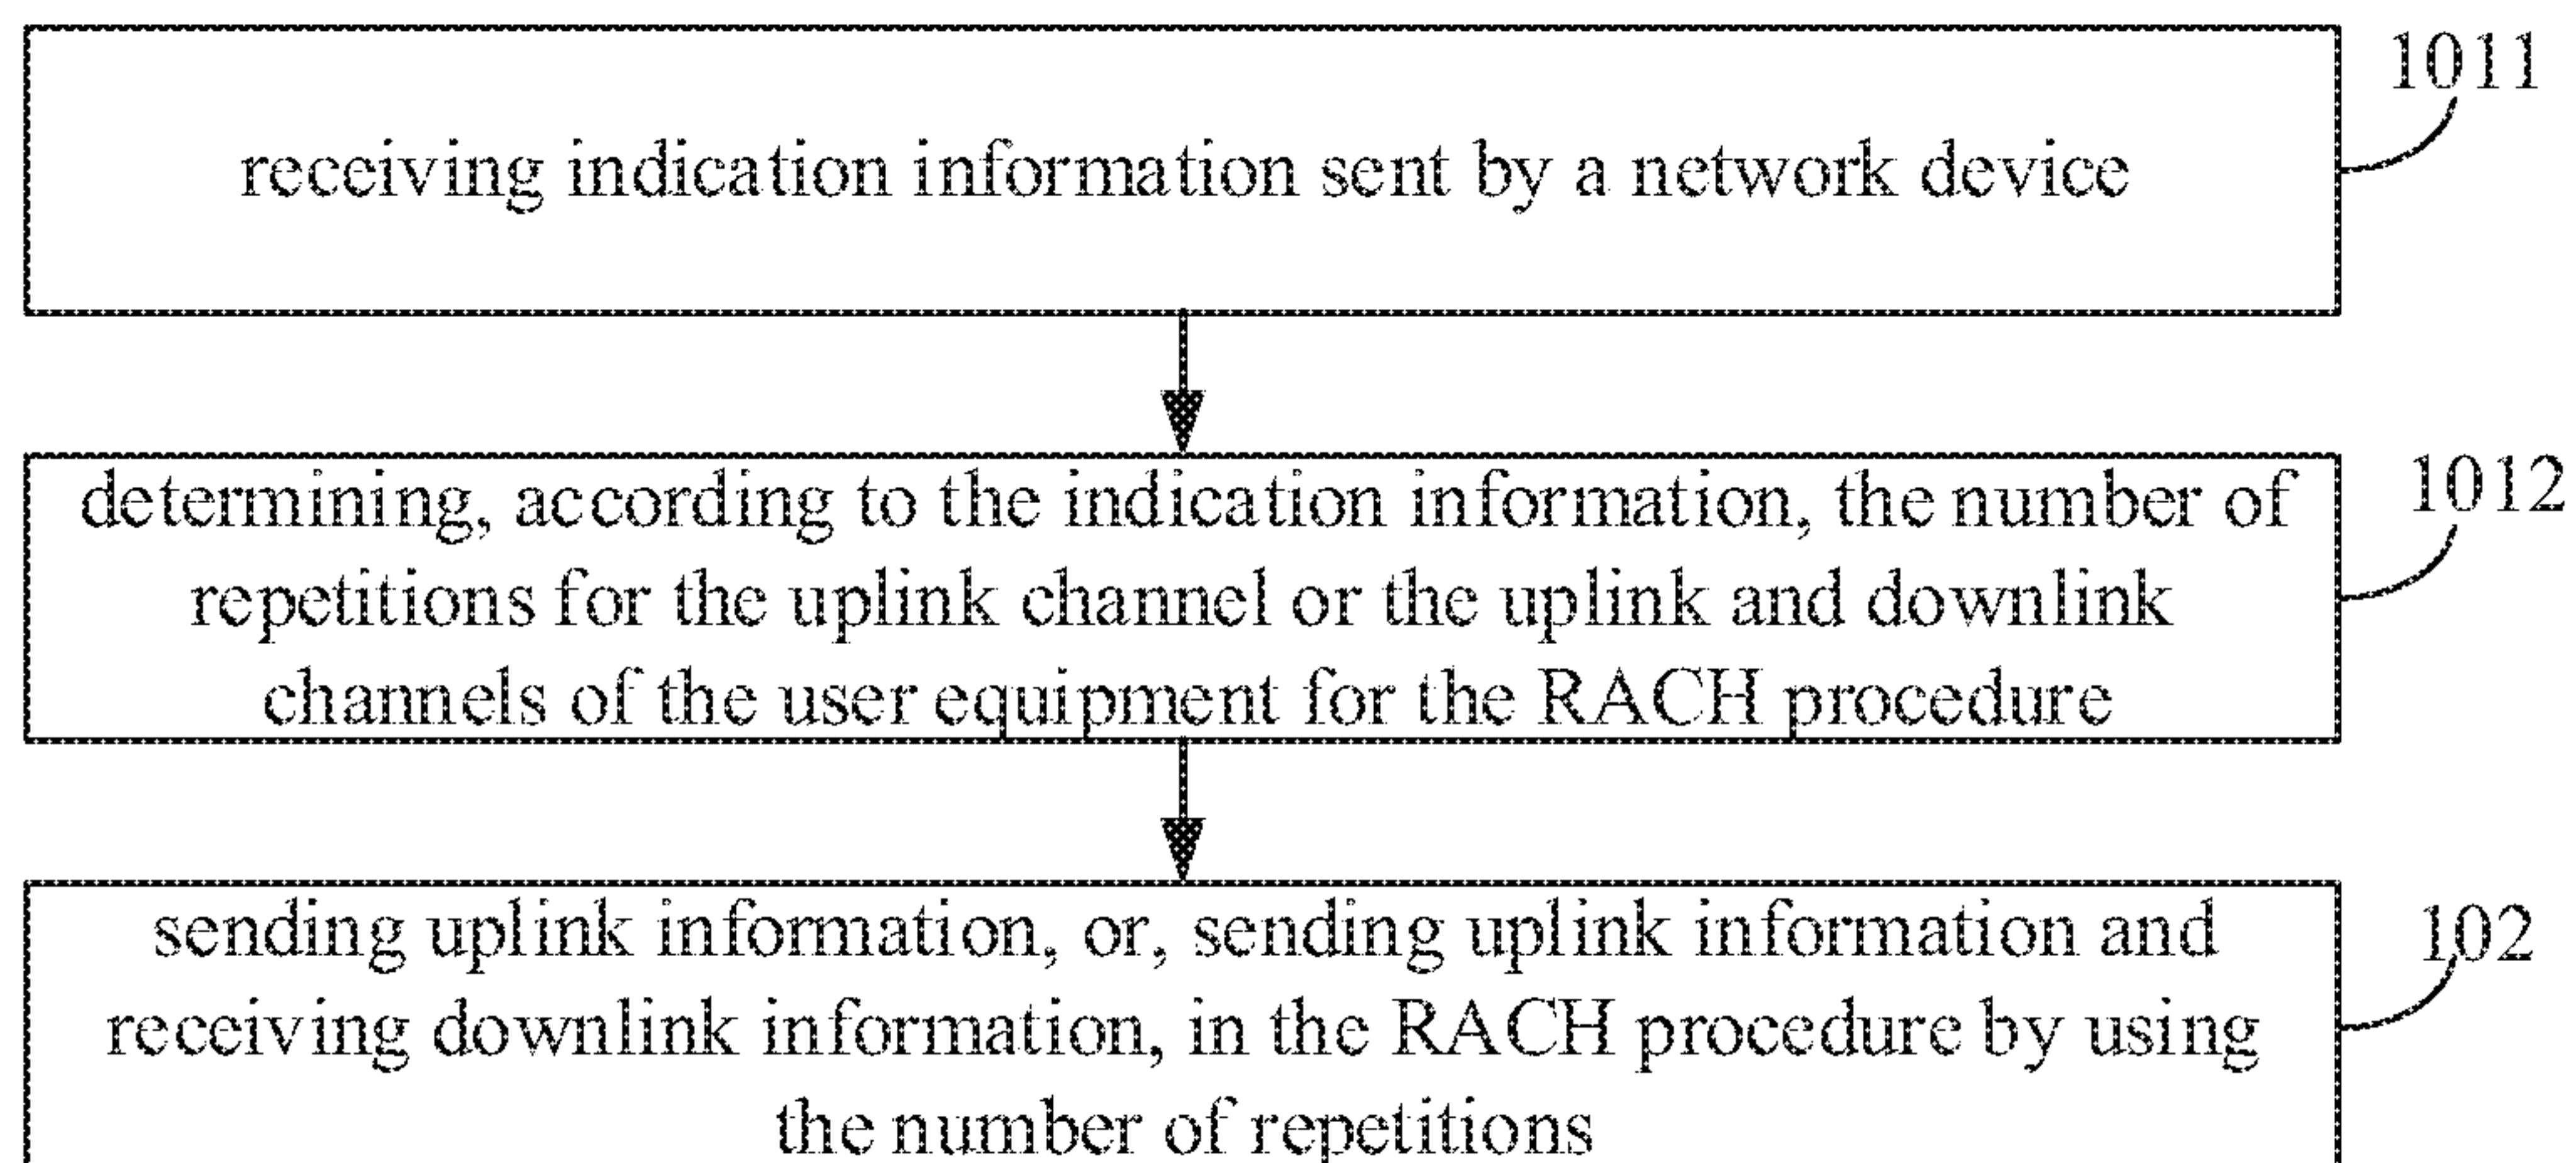 1011
receiving indication information sent by a network device
determining, according to the indication information, the number of
1012
repetitions for the uplink channel or the uplink and downlink
channels of the user equipment for the RACH procedure
sending uplink information, or, sending uplink information and
102
receiving downlink information, in the RACH procedure by using
the number of repetitions